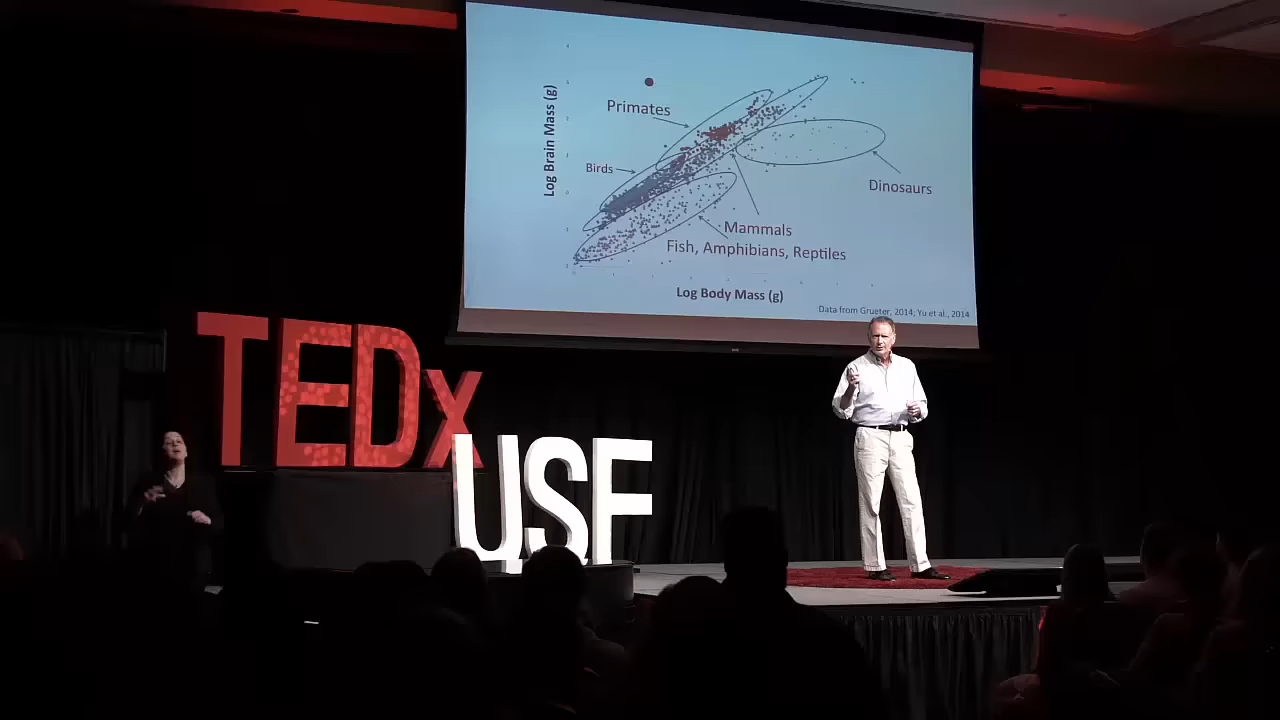 Log Brain Mass (g)
Primates
Birds
Dinosaurs
Mammals
Fish, Amphibians, Reptiles
Log Body Mass (g)
Data from Grueter, 2014; Yu et al., 2014
TEDx
USF